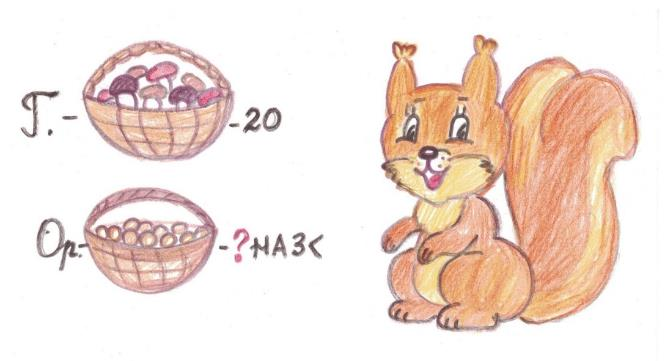 Г. - - 20
Ор. - - ? НА 3 <